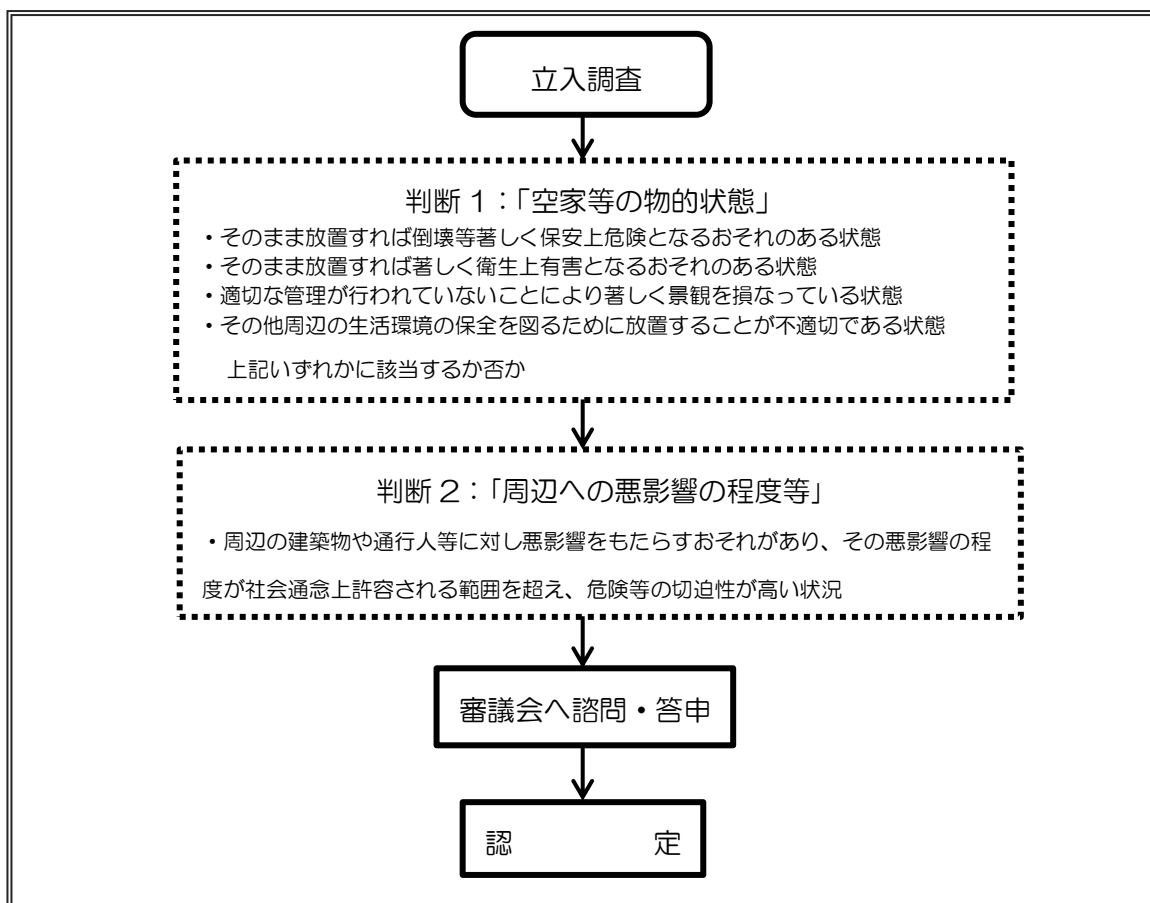 立入調査
判断1：「空家等の物的状態」
・そのまま放置すれば倒壊等著しく保安上危険となるおそれのある状態
・そのまま放置すれば著しく衛生上有害となるおそれのある状態
・適切な管理が行われていないことにより著しく景観を損なっている状態
・その他周辺の生活環境の保全を図るために放置することが不適切である状態
上記いずれかに該当するか否か
判断2：「周辺への悪影響の程度等」
・周辺の建築物や通行人等に対し悪影響をもたらすおそれがあり、その悪影響の程
度が社会通念上許容される範囲を超え、危険等の切迫性が高い状況
審議会へ諮問・答申
認　　　　　定